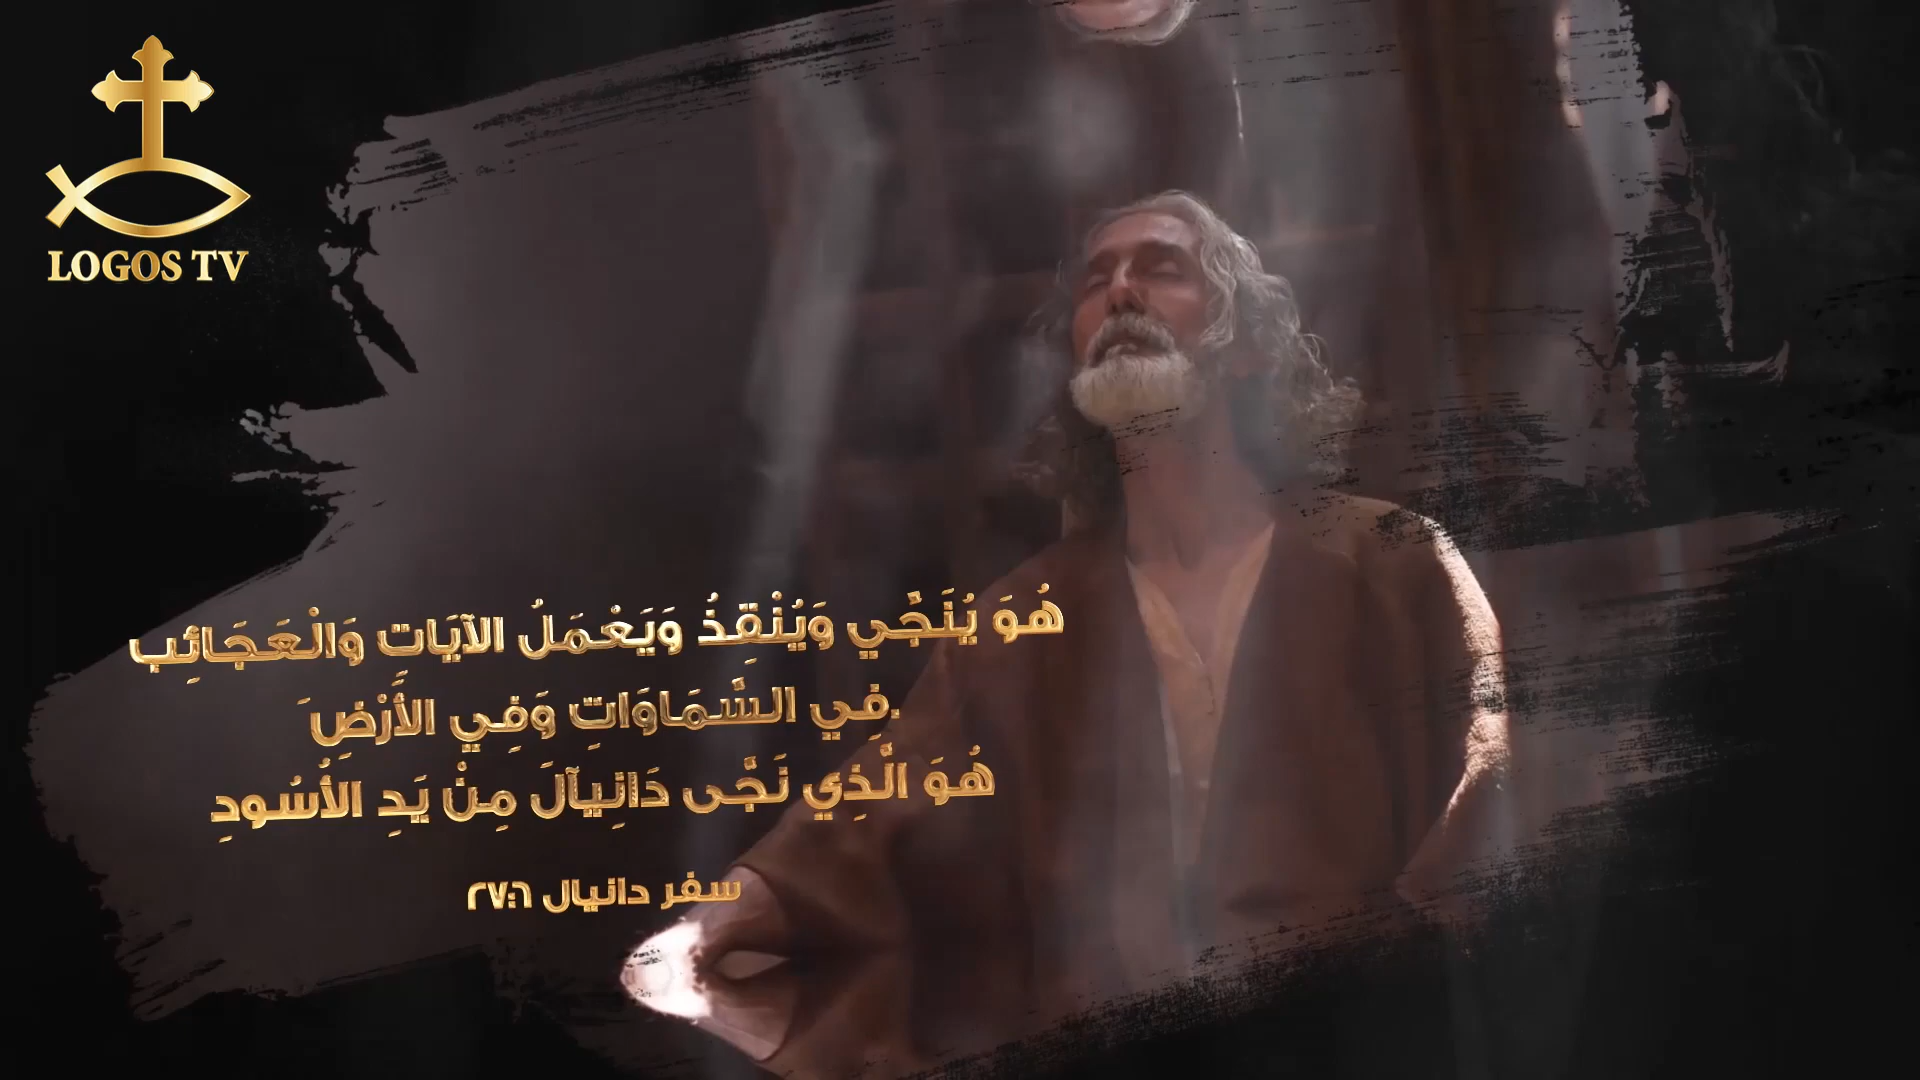 LOGOS TV
هُوَ يُنَجِّي وَيُنْقِذُ وَيَعْمَلُ الآيَاتِ وَالْعَجَائِب
فِي السَّمَاوَاتِ وَفِي الأَرْضِ َ.
هُوَ الَّذِي نَجَّى دَانِيآلَ مِنْ يَدِ الأُسُودِ
سفر دانيال ٢٧:٦